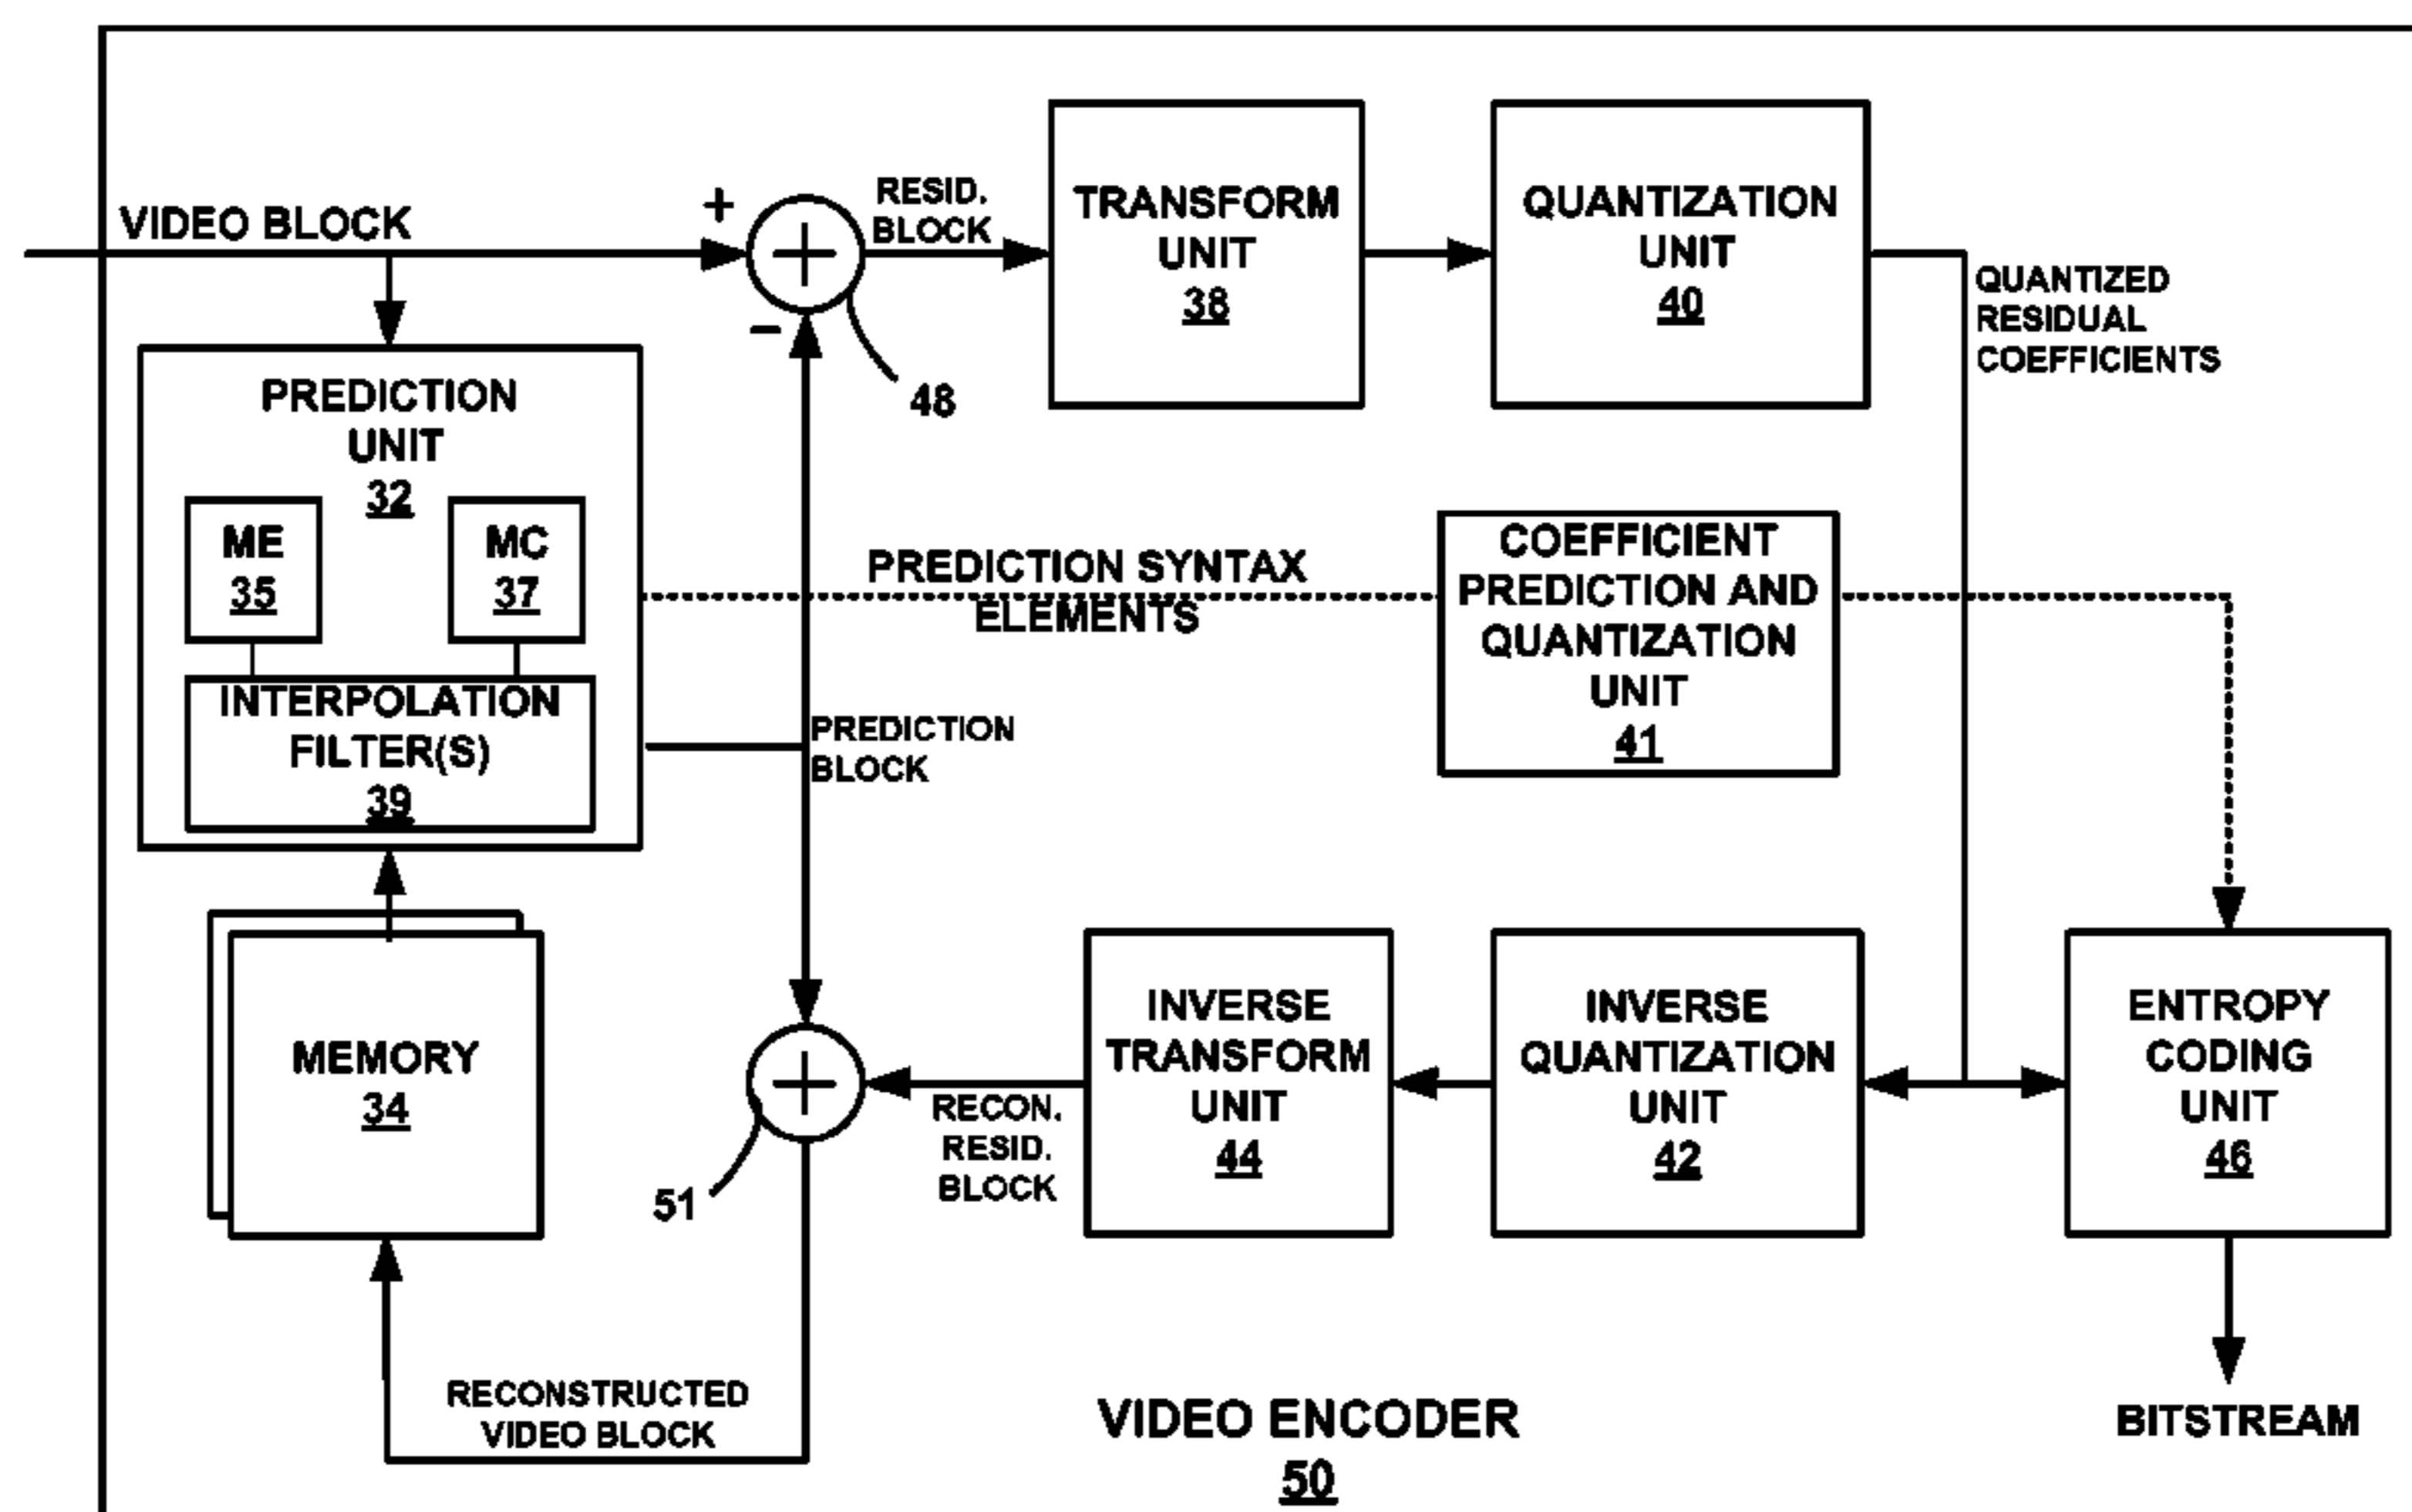 VIDEO BLOCK
+
RESID.
BLOCK
TRANSFORM
UNIT
38
QUANTIZATION
UNIT
40
QUANTIZED
RESIDUAL
COEFFICIENTS
−
48
PREDICTION
UNIT
32
ME
35
MC
37
INTERPOLATION
FILTER(S)
39
PREDICTION SYNTAX
ELEMENTS
COEFFICIENT
PREDICTION AND
QUANTIZATION
UNIT
41
PREDICTION
BLOCK
MEMORY
34
51
RECON.
RESID.
BLOCK
INVERSE
TRANSFORM
UNIT
44
INVERSE
QUANTIZATION
UNIT
42
ENTROPY
CODING
UNIT
46
RECONSTRUCTED
VIDEO BLOCK
VIDEO ENCODER
50
BITSTREAM